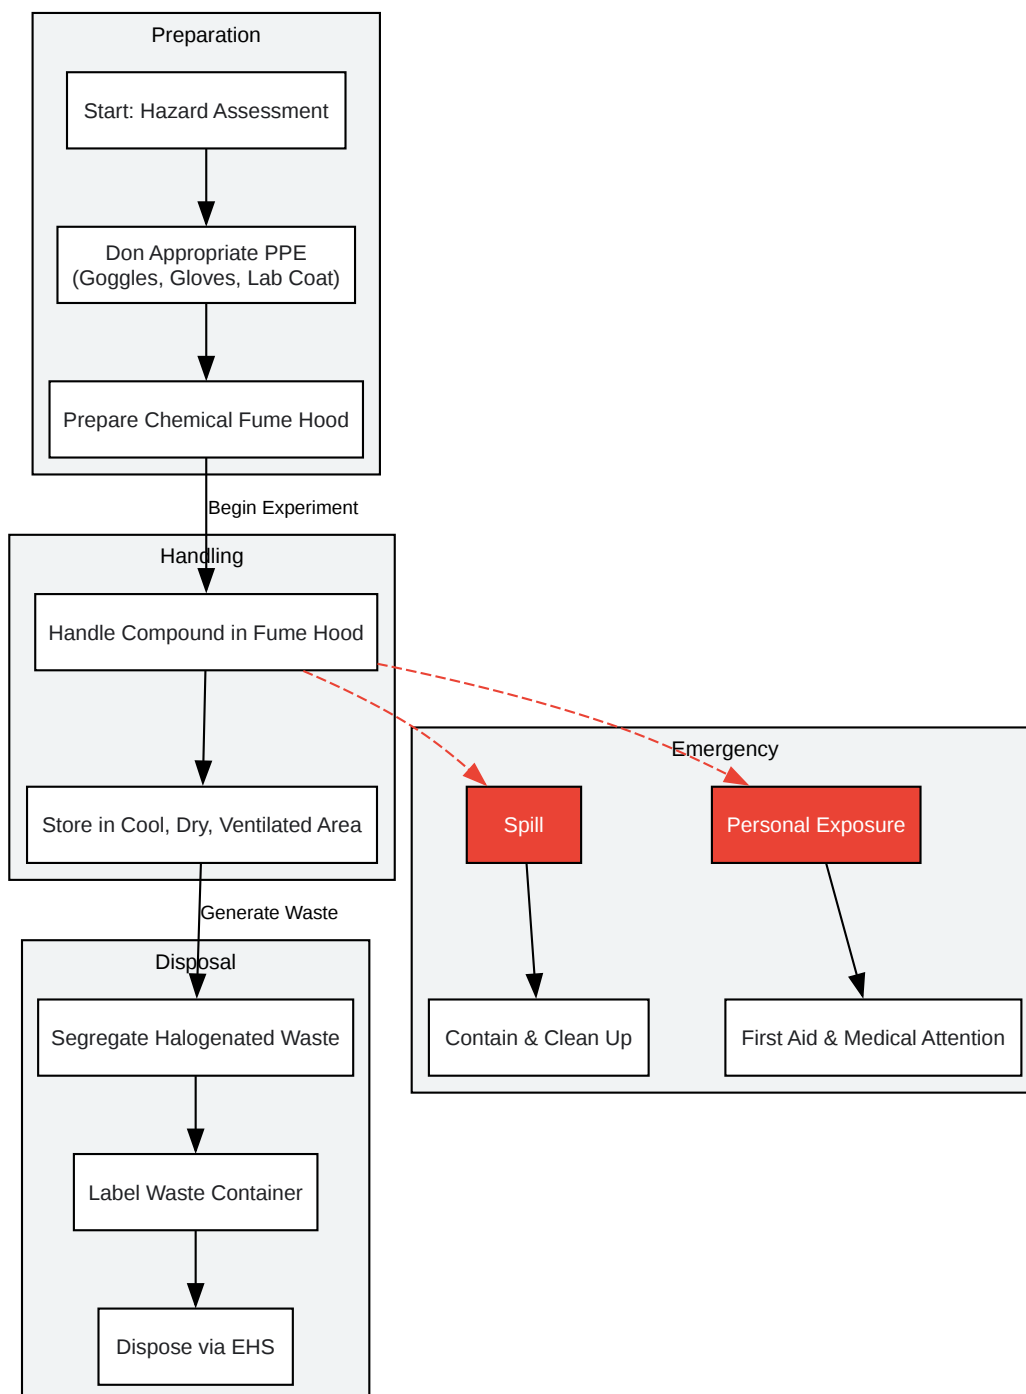 Preparation
Start: Hazard Assessment
Don Appropriate PPE
(Goggles, Gloves, Lab Coat)
Prepare Chemical Fume Hood
Begin Experiment
Handling
Handle Compound in Fume Hood
Store in Cool, Dry, Ventilated Area
Emergency
Spill
Personal Exposure
Contain & Clean Up
First Aid & Medical Attention
Generate Waste
Disposal
Segregate Halogenated Waste
Label Waste Container
Dispose via EHS